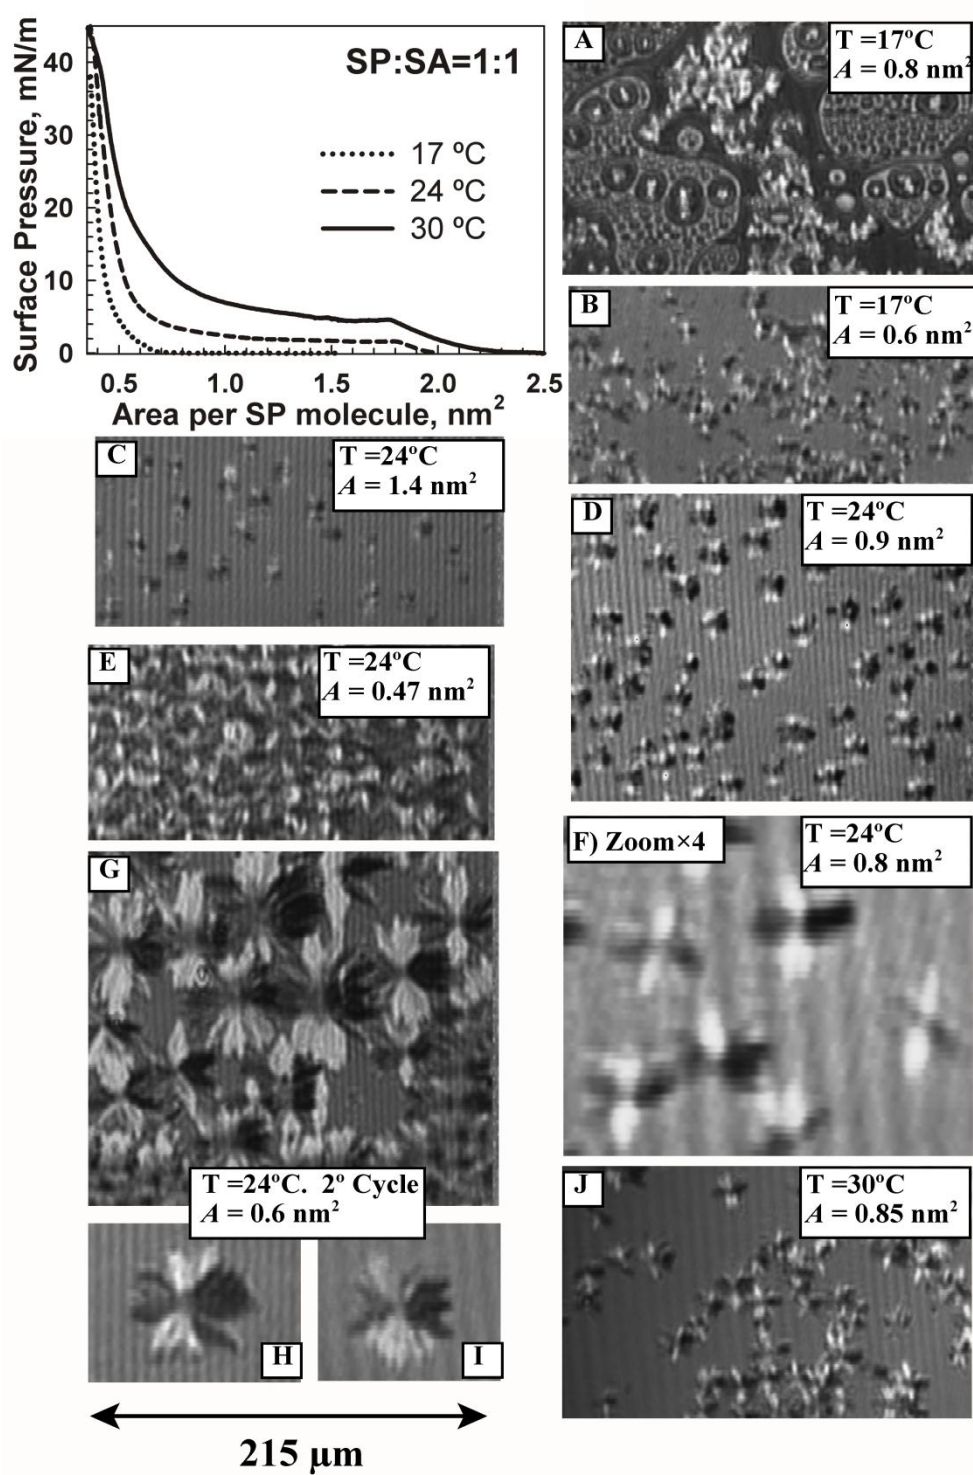 SP:SA=1:1
17 ºC
24 ºC
30 ºC
Surface Pressure, mN/m
40
30
20
10
0
0.5 1.0 1.5 2.0 2.5
Area per SP molecule, nm²
A
T =17ºC
A = 0.8 nm²
B
T =17ºC
A = 0.6 nm²
C
T =24ºC
A = 1.4 nm²
D
T =24ºC
A = 0.9 nm²
E
T =24ºC
A = 0.47 nm²
F) Zoom×4
T =24ºC
A = 0.8 nm²
G
T =24ºC. 2º Cycle
A = 0.6 nm²
H
I
J
T =30ºC
A = 0.85 nm²
215 µm